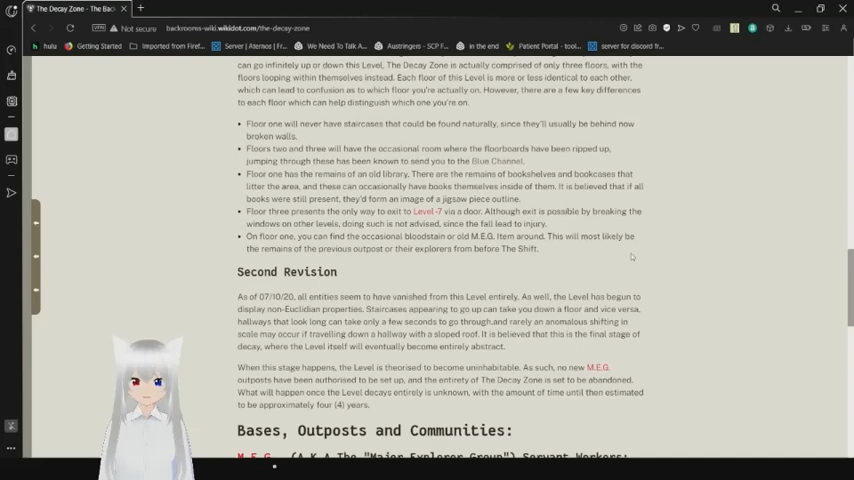 The Decay Zone - The Bac
Not secure
backrooms-wiki.wikidot.com/the-decay-zone
hulu
Getting Started
Imported from Firef...
Server | Aternos | Fr...
We Need To Talk A...
Austringers - SCP F...
in the end
Patient Portal - tool...
server for discord fr...
can go infinitely up or down this Level, The Decay Zone is actually comprised of only three floors, with the
floors looping within themselves instead. Each floor of this Level is more or less identical to each other,
which can lead to confusion as to which floor you're actually on. However, there are a few key differences
to each floor which can help distinguish which one you're on.
Floor one will never have staircases that could be found naturally, since they'll usually be behind now
broken walls.
Floors two and three will have the occasional room where the floorboards have been ripped up,
jumping through these has been known to send you to the Blue Channel.
Floor one has the remains of an old library. There are the remains of bookshelves and bookcases that
litter the area, and these can occasionally have books themselves inside of them. It is believed that if all
books were still present, they'd form an image of a jigsaw piece outline.
Floor three presents the only way to exit to Level -7 via a door. Although exit is possible by breaking the
windows on other levels, doing such is not advised, since the fall lead to injury.
On floor one, you can find the occasional bloodstain or old M.E.G. Item around. This will most likely be
the remains of the previous outpost or their explorers from before The Shift.
Second Revision
As of 07/10/20, all entities seem to have vanished from this Level entirely. As well, the Level has begun to
display non-Euclidian properties. Staircases appearing to go up can take you down a floor and vice versa,
hallways that look long can take only a few seconds to go through,and rarely an anomalous shifting in
scale may occur if travelling down a hallway with a sloped roof. It is believed that this is the final stage of
decay, where the Level itself will eventually become entirely abstract.
When this stage happens, the Level is theorised to become uninhabitable. As such, no new M.E.G.
outposts have been authorised to be set up, and the entirety of The Decay Zone is set to be abandoned.
What will happen once the Level decays entirely is unknown, with the amount of time until then estimated
to be approximately four (4) years.
Bases, Outposts and Communities:
M.E.G. (A.K.A The "Major Explorer Group") Servant Workers: